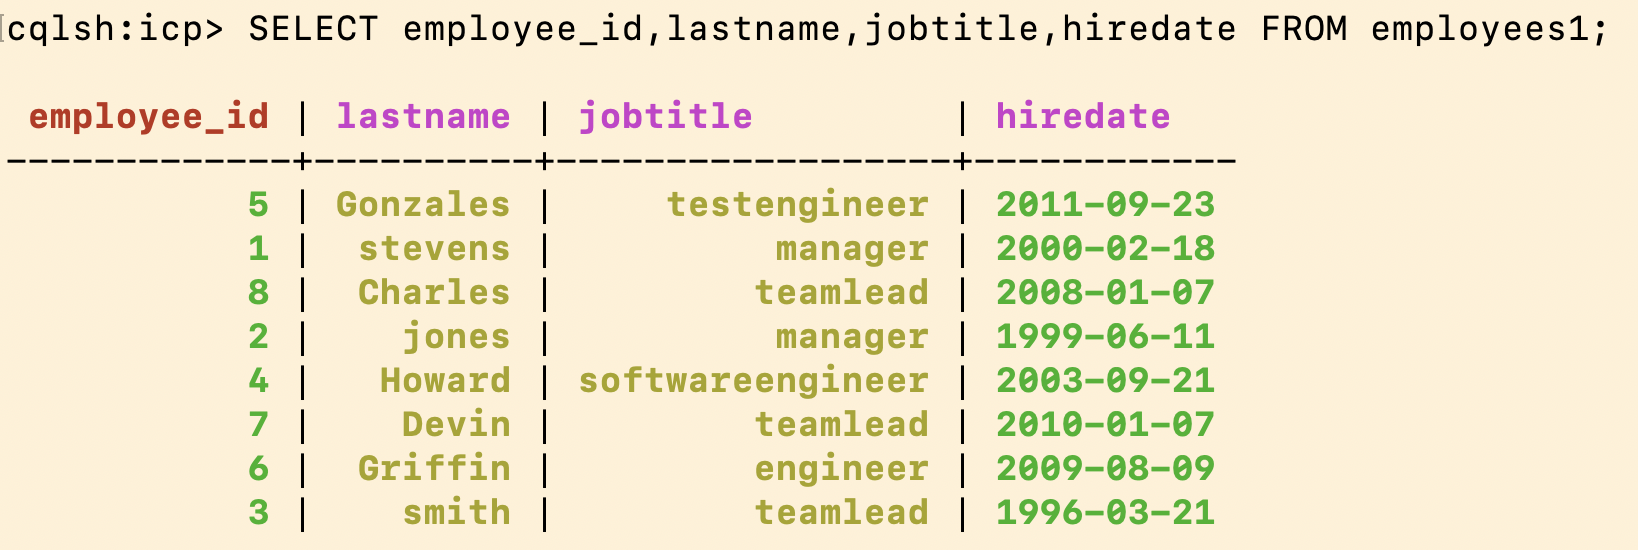 cqlsh:icp> SELECT employee_id,lastname,jobtitle,hiredate FROM employees1;
employee_id | lastname | jobtitle | hiredate
-------------+----------+------------------+------------
5 | Gonzales | testengineer | 2011-09-23
1 | stevens | manager | 2000-02-18
8 | Charles | teamlead | 2008-01-07
2 | jones | manager | 1999-06-11
4 | Howard | softwareengineer | 2003-09-21
7 | Devin | teamlead | 2010-01-07
6 | Griffin | engineer | 2009-08-09
3 | smith | teamlead | 1996-03-21